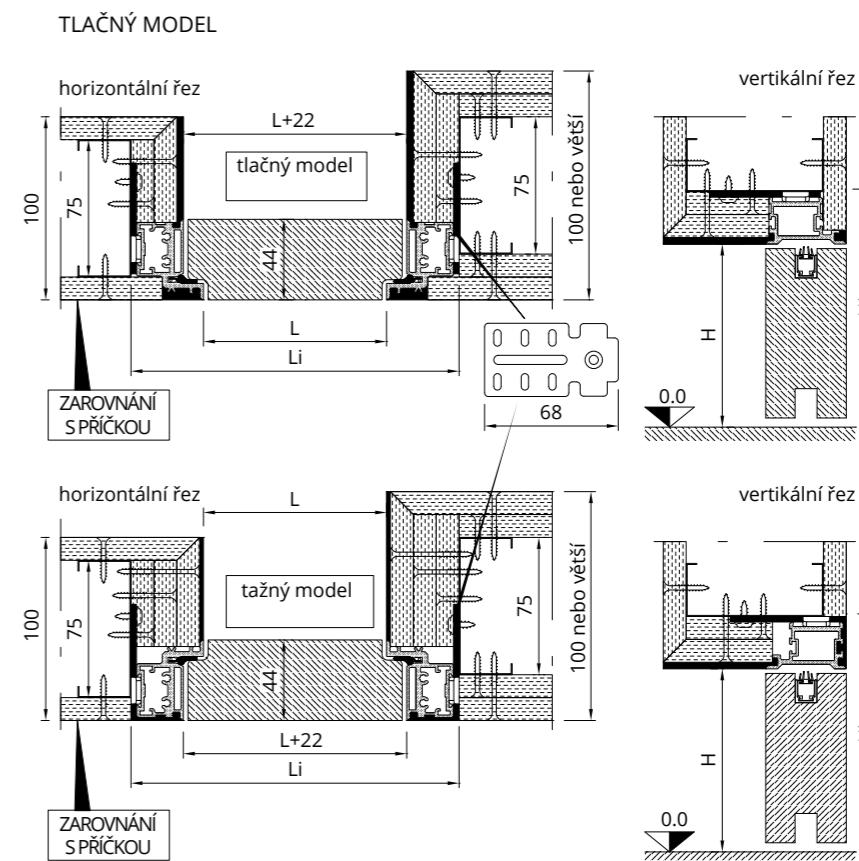 TLAČNÝ MODEL
horizontální řez
vertikální řez
L+22
tlačný model
100
75
44
75
100 nebo větší
L
Li
H
68
0.0
ZAROVNÁNÍ
S PŘÍČKOU
horizontální řez
vertikální řez
L
tažný model
100
75
44
75
100 nebo větší
L+22
Li
H
0.0
ZAROVNÁNÍ
S PŘÍČKOU